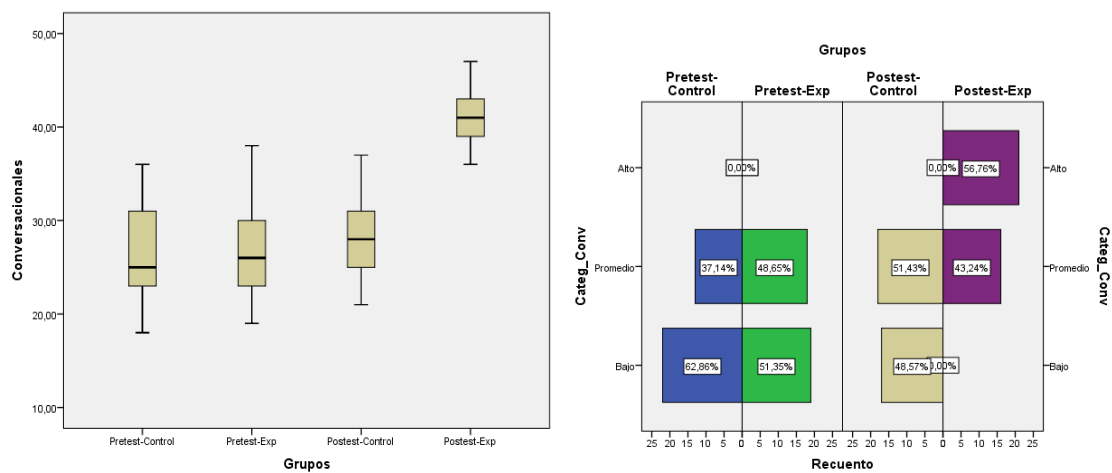 50,00
40,00
30,00
20,00
10,00
Conversacionales
Pretest-Control
Pretest-Exp
Postest-Control
Postest-Exp
Grupos
Grupos
Pretest-
Control
Pretest-Exp
Postest-
Control
Postest-Exp
Categ_Conv
Alto
Promedio
Bajo
0,00%
0,00%
56,76%
37,14%
48,65%
51,43%
43,24%
62,86%
51,35%
48,57%
0,00%
Alto
Promedio
Bajo
Categ_Conv
25 20 15 10 5 0 5 10 15 20 25
25 20 15 10 5 0 5 10 15 20 25
Recuento